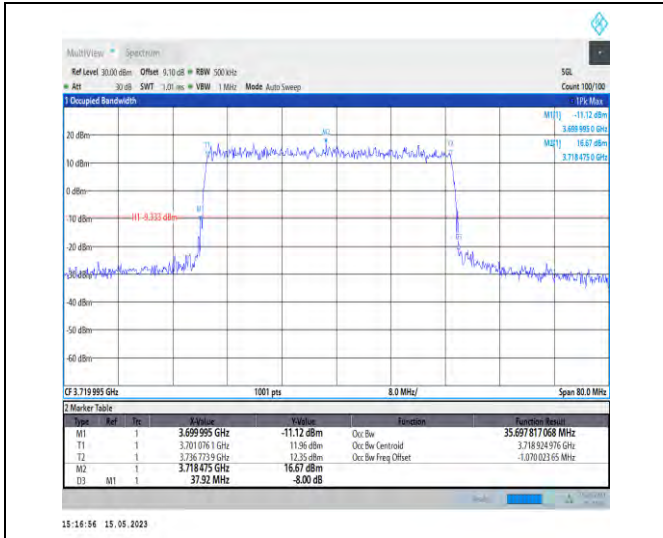 MultiView Spectrum
Ref Level 30.00 dBm Offset 9.10 dB RBW 500 kHz SGL
Att 30 dB SWT 1.01 ms VBW 1 MHz Mode Auto Sweep Count 100/100
1 Occupied Bandwidth 1Pk Max
M1[1] -11.12 dBm
3.699 995 0 GHz
20 dBm
M2[1] 16.67 dBm
3.718 475 0 GHz
M2
T1
T2
10 dBm
0 dBm
M1
-10 dBm
H1 -9.333 dBm
-20 dBm
D3
-30 dBm
-40 dBm
-50 dBm
-60 dBm
CF 3.719 995 GHz 1001 pts 8.0 MHz/ Span 80.0 MHz
2 Marker Table
Type Ref Trc X-Value Y-Value Function Function Result
M1 1 3.699 995 GHz -11.12 dBm Occ Bw 35.697 817 068 MHz
T1 1 3.701 076 1 GHz 11.96 dBm Occ Bw Centroid 3.718 924 976 GHz
T2 1 3.736 773 9 GHz 12.35 dBm Occ Bw Freq Offset -1.070 023 65 MHz
M2 1 3.718 475 GHz 16.67 dBm
D3 M1 1 37.92 MHz -8.00 dB
15:16:56 15.05.2023